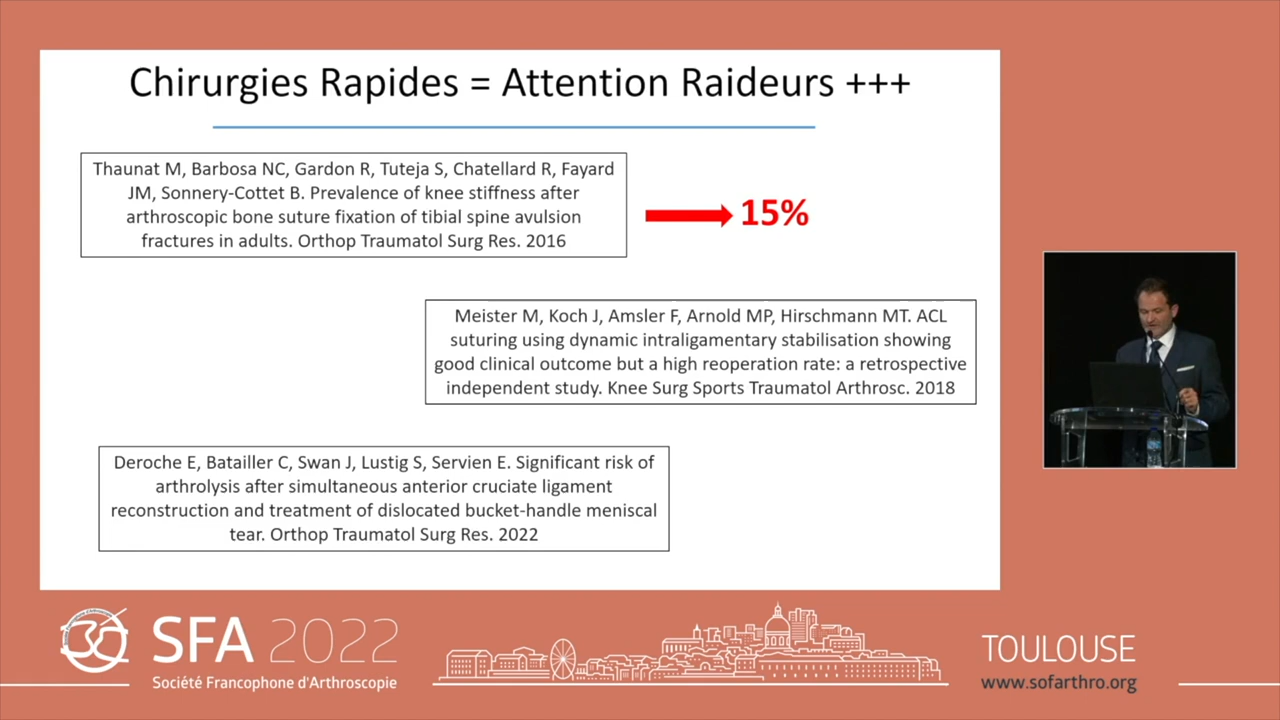 Chirurgies Rapides = Attention Raideurs +++
Thaunat M, Barbosa NC, Gardon R, Tuteja S, Chatellard R, Fayard
JM, Sonnery-Cottet B. Prevalence of knee stiffness after
arthroscopic bone suture fixation of tibial spine avulsion
fractures in adults. Orthop Traumatol Surg Res. 2016
15%
Meister M, Koch J, Amsler F, Arnold MP, Hirschmann MT. ACL
suturing using dynamic intraligamentary stabilisation showing
good clinical outcome but a high reoperation rate: a retrospective
independent study. Knee Surg Sports Traumatol Arthrosc. 2018
Deroche E, Batailler C, Swan J, Lustig S, Servien E. Significant risk of
arthrolysis after simultaneous anterior cruciate ligament
reconstruction and treatment of dislocated bucket-handle meniscal
tear. Orthop Traumatol Surg Res. 2022
30
SFA 2022
Société Francophone d'Arthroscopie
TOULOUSE
www.sofarthro.org